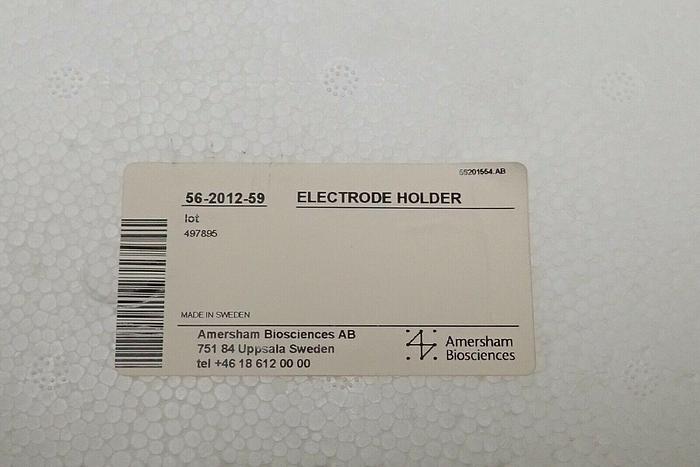 56201554.AB
56-2012-59 ELECTRODE HOLDER
lot
497895
MADE IN SWEDEN
Amersham Biosciences AB
751 84 Uppsala Sweden
tel +46 18 612 00 00
Amersham
Biosciences